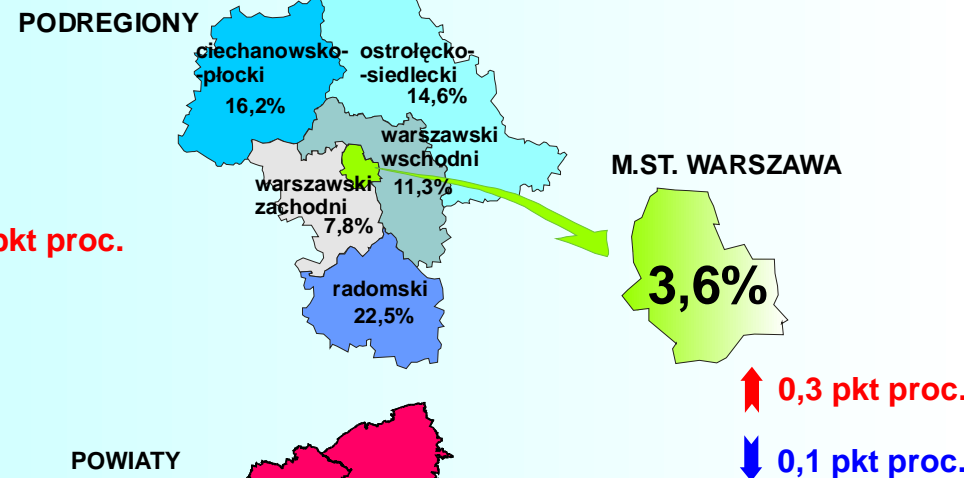 PODREGIONY
ciechanowsko-
-płocki
16,2%
ostrołęcko-
-siedlecki
14,6%
warszawski
wschodni
11,3%
warszawski
zachodni
7,8%
radomski
22,5%
pkt proc.
M.ST. WARSZAWA
3,6%
0,3 pkt proc.
0,1 pkt proc.
POWIATY